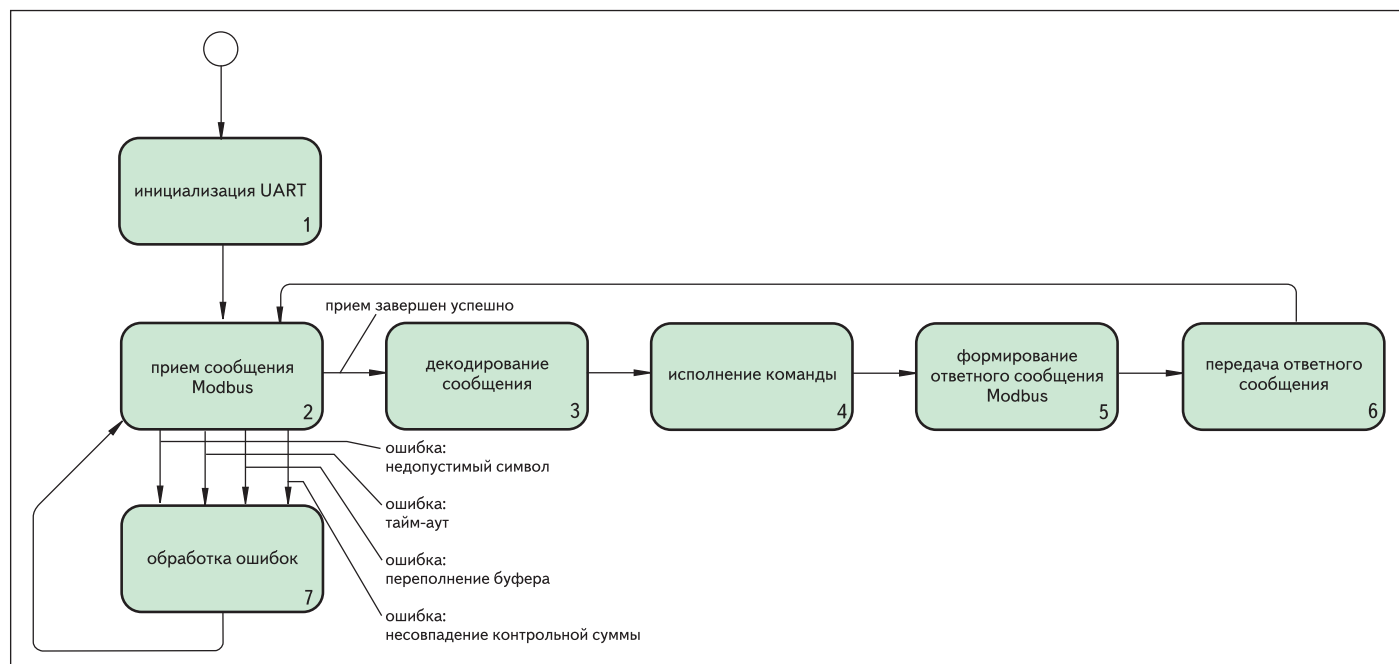 инициализация UART
1
прием завершен успешно
прием сообщения
Modbus
2
декодирование
сообщения
3
исполнение команды
4
формирование
ответного сообщения
Modbus
5
передача ответного
сообщения
6
ошибка:
недопустимый символ
ошибка:
тайм-аут
ошибка:
переполнение буфера
ошибка:
несовпадение контрольной суммы
обработка ошибок
7